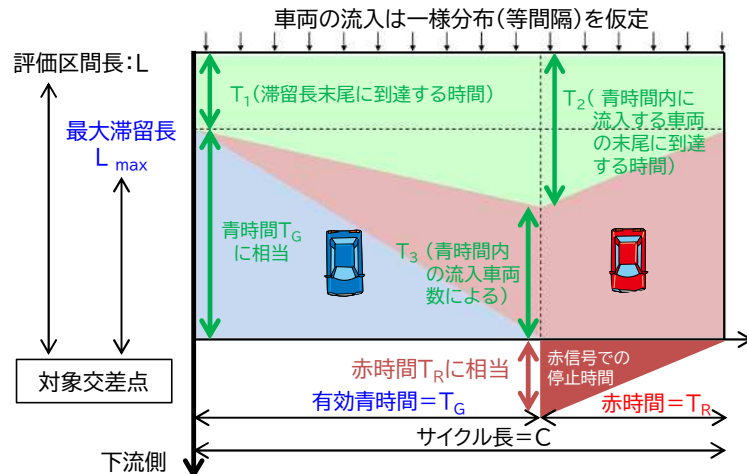 車両の流入は一様分布(等間隔)を仮定
評価区間長:L
最大滞留長
L max
対象交差点
下流側
T1(滞留長末尾に到達する時間)
T2( 青時間内に
流入する車両
の末尾に到達
する時間)
青時間TG
に相当
T3 (青時間内
の流入車両
数による)
赤時間TRに相当
赤信号での
停止時間
有効青時間=TG
赤時間=TR
サイクル長=C